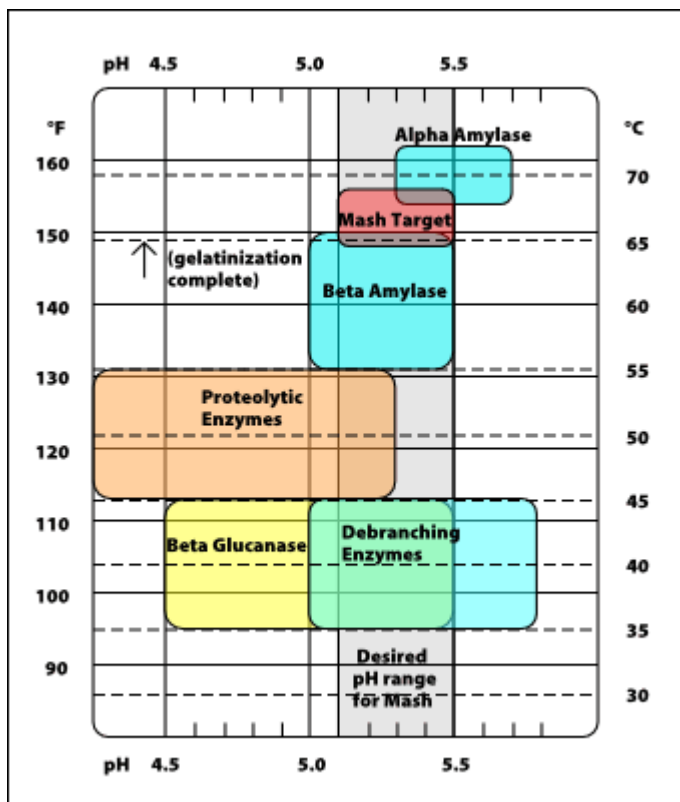 pH 4.5 5.0 5.5
°F °C
Alpha Amylase
160 70
Mash Target
150 65
(gelatinization
complete)
Beta Amylase
140 60
130 55
Proteolytic
Enzymes
120 50
110 45
Debranching
Enzymes
Beta Glucanase
100 40
35
Desired
pH range
for Mash
90 30
pH 4.5 5.0 5.5